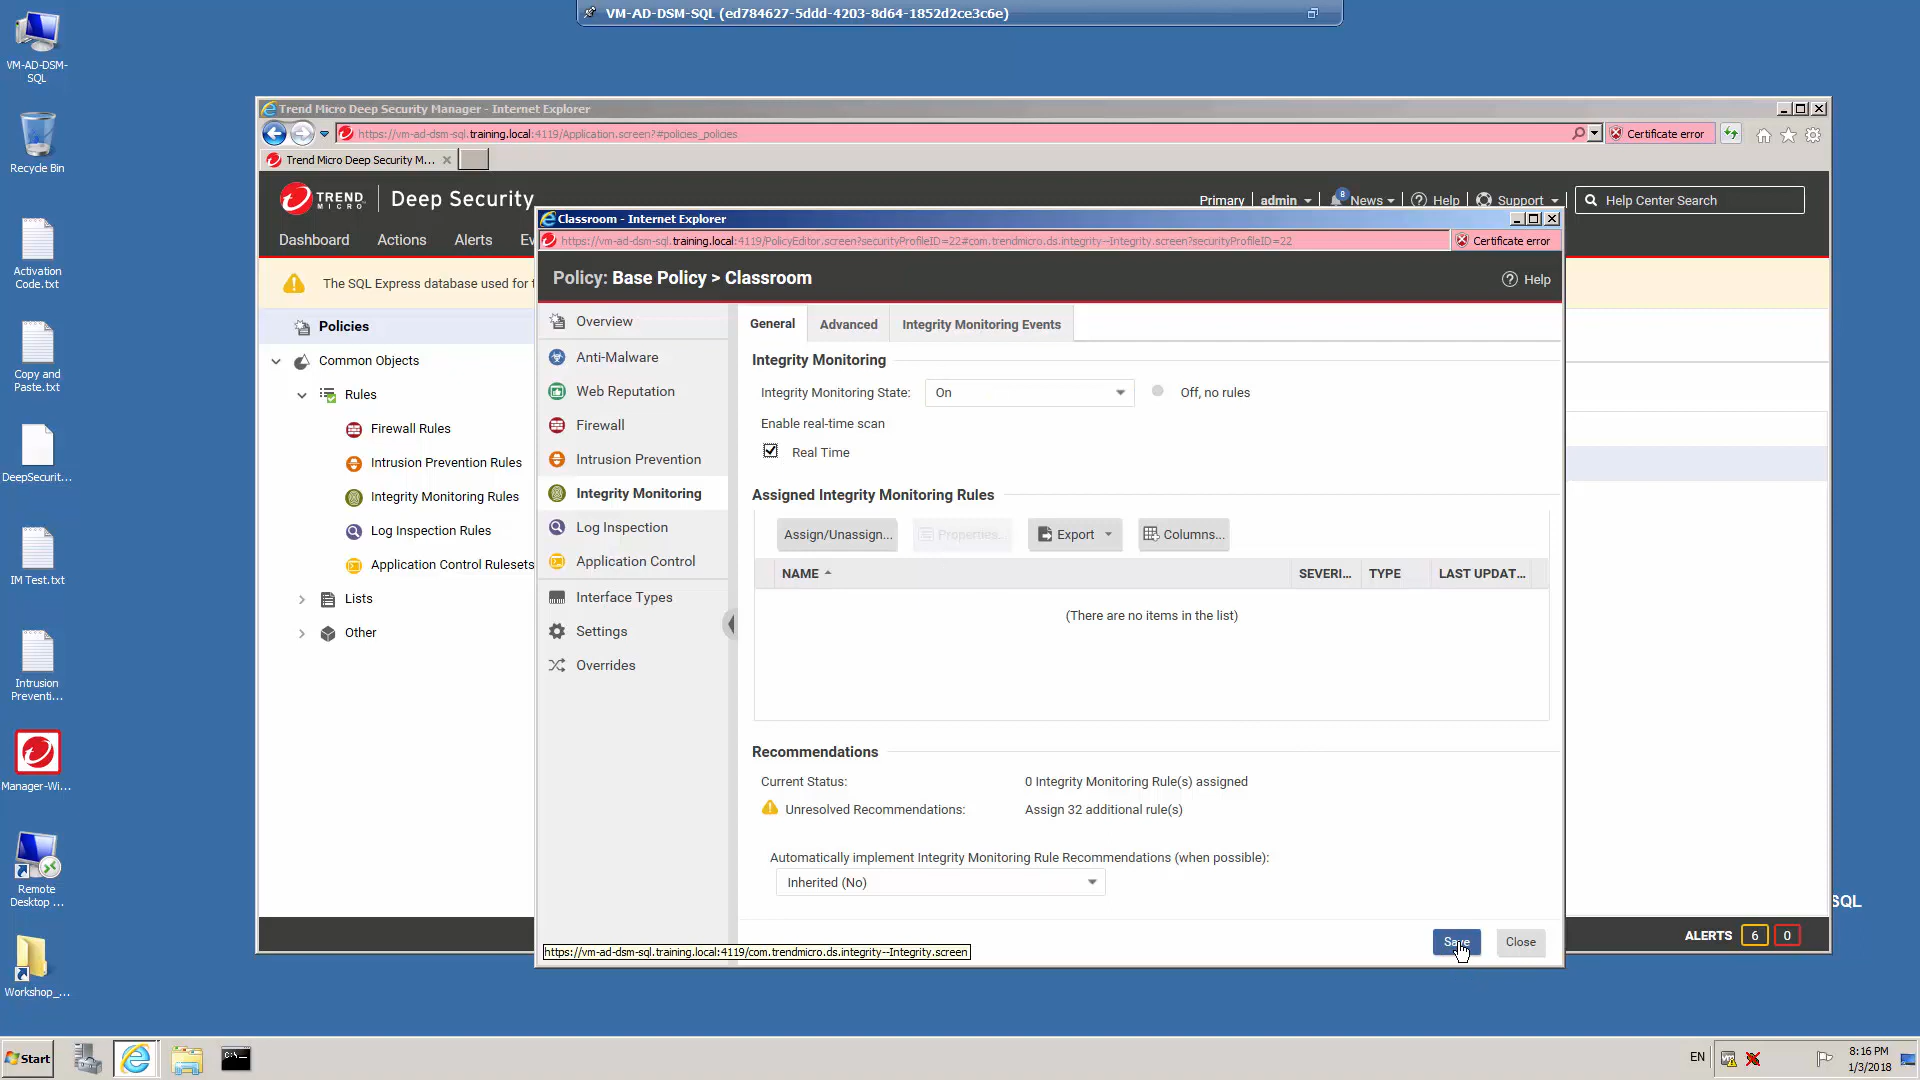 VM-AD-DSM-SQL (ed784627-5ddd-4203-8d64-1852d2ce3c6e)
VM-AD-DSM-
SQL
Recycle Bin
Activation
Code.txt
Copy and
Paste.txt
DeepSecurit...
IM Test.txt
Intrusion
Preventi...
Manager-Wi...
Remote
Desktop ...
Workshop_...
Trend Micro Deep Security Manager - Internet Explorer
https://vm-ad-dsm-sql.training.local:4119/Application.screen?#policies_policies
Certificate error
Trend Micro Deep Security M...
TREND
MICRO
Deep Security
Primary
admin
8
News
Help
Support
Help Center Search
Dashboard
Actions
Alerts
Ev
The SQL Express database used for t
Policies
Common Objects
Rules
Firewall Rules
Intrusion Prevention Rules
Integrity Monitoring Rules
Log Inspection Rules
Application Control Rulesets
Lists
Other
Classroom - Internet Explorer
https://vm-ad-dsm-sql.training.local:4119/PolicyEditor.screen?securityProfileID=22#com.trendmicro.ds.integrity--Integrity.screen?securityProfileID=22
Certificate error
Policy: Base Policy > Classroom
Help
Overview
Anti-Malware
Web Reputation
Firewall
Intrusion Prevention
Integrity Monitoring
Log Inspection
Application Control
Interface Types
Settings
Overrides
General
Advanced
Integrity Monitoring Events
Integrity Monitoring
Integrity Monitoring State:
On
Off, no rules
Enable real-time scan
Real Time
Assigned Integrity Monitoring Rules
Assign/Unassign...
Properties...
Export
Columns...
NAME
SEVERI...
TYPE
LAST UPDAT...
(There are no items in the list)
Recommendations
Current Status:
0 Integrity Monitoring Rule(s) assigned
Unresolved Recommendations:
Assign 32 additional rule(s)
Automatically implement Integrity Monitoring Rule Recommendations (when possible):
Inherited (No)
Save
Close
https://vm-ad-dsm-sql.training.local:4119/com.trendmicro.ds.integrity--Integrity.screen
SQL
ALERTS
6
0
Start
C:\_
EN
8:16 PM
1/3/2018